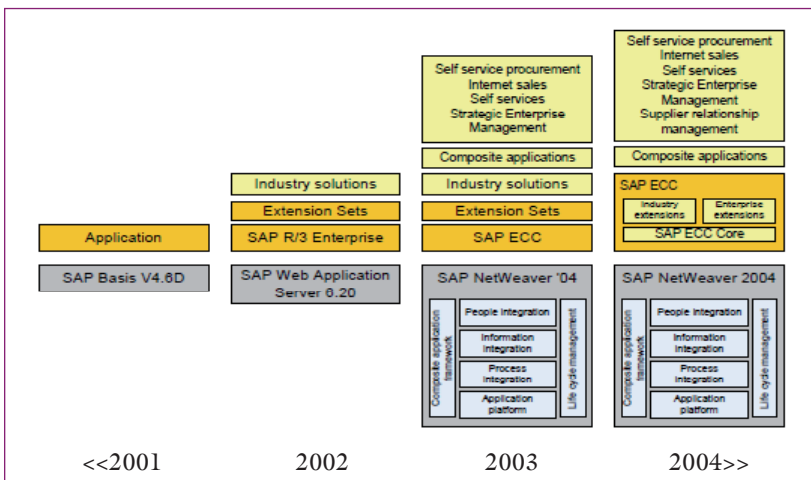 Application
SAP Basis V4.6D
<<2001
Industry solutions
Extension Sets
SAP R/3 Enterprise
SAP Web Application
Server 6.20
2002
Self service procurement
Internet sales
Self services
Strategic Enterprise
Management
Composite applications
Industry solutions
Extension Sets
SAP ECC
SAP NetWeaver '04
Composite application
framework
People integration
Information
integration
Process
integration
Application
platform
Life cycle management
2003
Self service procurement
Internet sales
Self services
Strategic Enterprise
Management
Supplier relationship
management
Composite applications
SAP ECC
Industry
extensions
Enterprise
extensions
SAP ECC Core
SAP NetWeaver 2004
Composite application
framework
People integration
Information
integration
Process
integration
Application
platform
Life cycle management
2004>>